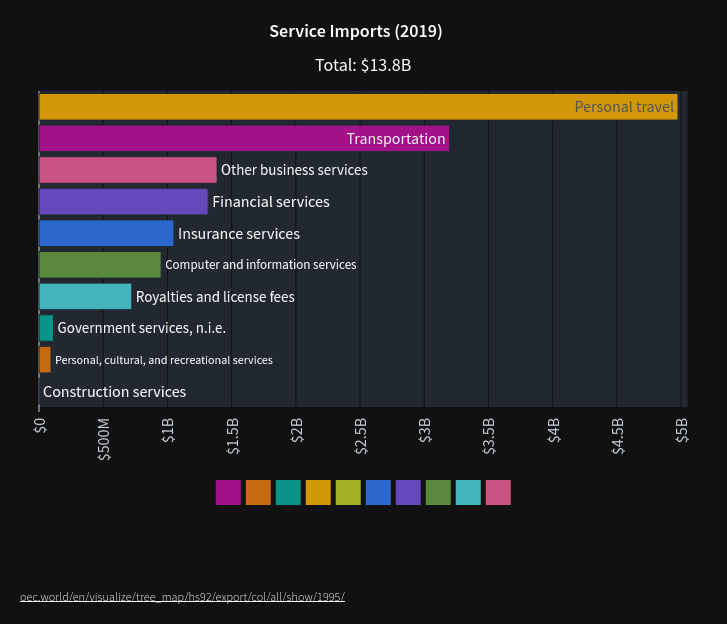 Service Imports (2019)
Total: $13.8B
Personal travel
Transportation
Other business services
Financial services
Insurance services
Computer and information services
Royalties and license fees
Government services, n.i.e.
Personal, cultural, and recreational services
Construction services
$0
$500M
$1B
$1.5B
$2B
$2.5B
$3B
$3.5B
$4B
$4.5B
$5B
oec.world/en/visualize/tree_map/hs92/export/col/all/show/1995/